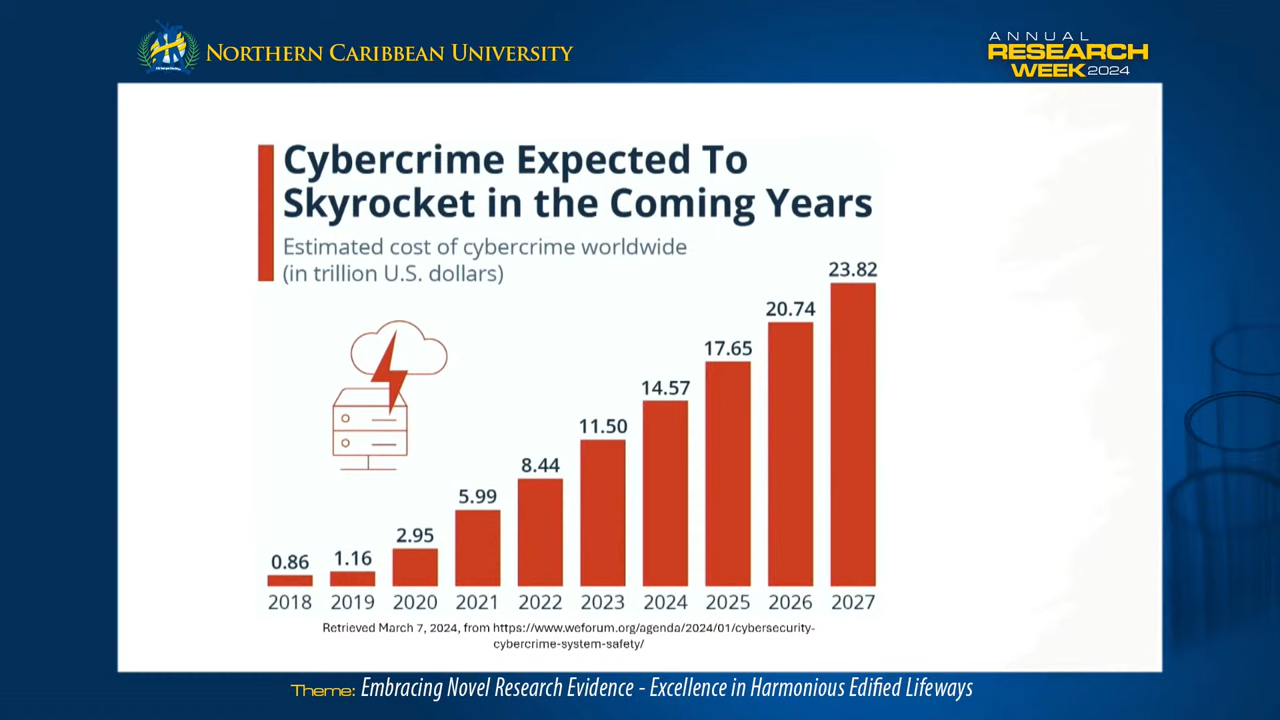 NORTHERN CARIBBEAN UNIVERSITY
ANNUAL
RESEARCH
WEEK 2024
Cybercrime Expected To
Skyrocket in the Coming Years
Estimated cost of cybercrime worldwide
(in trillion U.S. dollars)
0.86
1.16
2.95
5.99
8.44
11.50
14.57
17.65
20.74
23.82
2018 2019 2020 2021 2022 2023 2024 2025 2026 2027
Retrieved March 7, 2024, from https://www.weforum.org/agenda/2024/01/cybersecurity-
cybercrime-system-safety/
Theme: Embracing Novel Research Evidence - Excellence in Harmonious Edified Lifeways